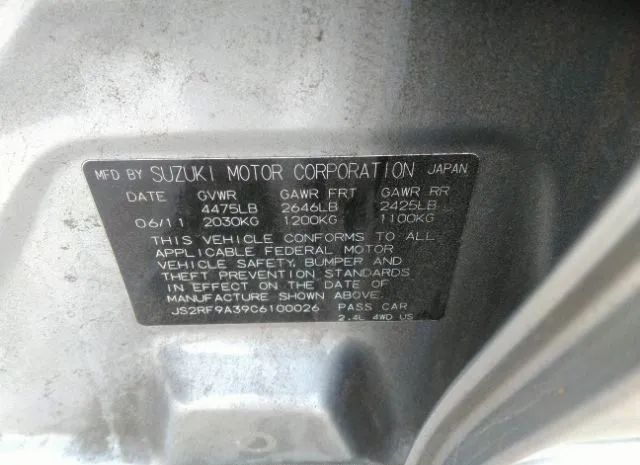 MFD BY SUZUKI MOTOR CORPORATION JAPAN
DATE GVWR GAWR FRT GAWR RR
4475LB 2646LB 2425LB
06/11 2030KG 1200KG 1100KG
THIS VEHICLE CONFORMS TO ALL
APPLICABLE FEDERAL MOTOR
VEHICLE SAFETY, BUMPER AND
THEFT PREVENTION STANDARDS
IN EFFECT ON THE DATE OF
MANUFACTURE SHOWN ABOVE.
JS2RF9A39C6100026 PASS CAR
2.4L 4WD US